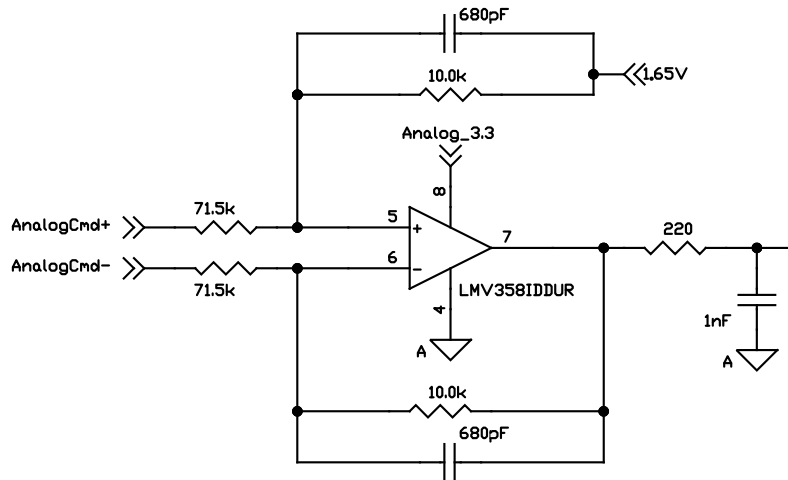 680pF
10.0k
1.65V
Analog_3.3
8
71.5k
AnalogCmd+
5
+
7
220
AnalogCmd-
6
-
71.5k
LMV358IDDUR
4
1nF
A
A
10.0k
680pF